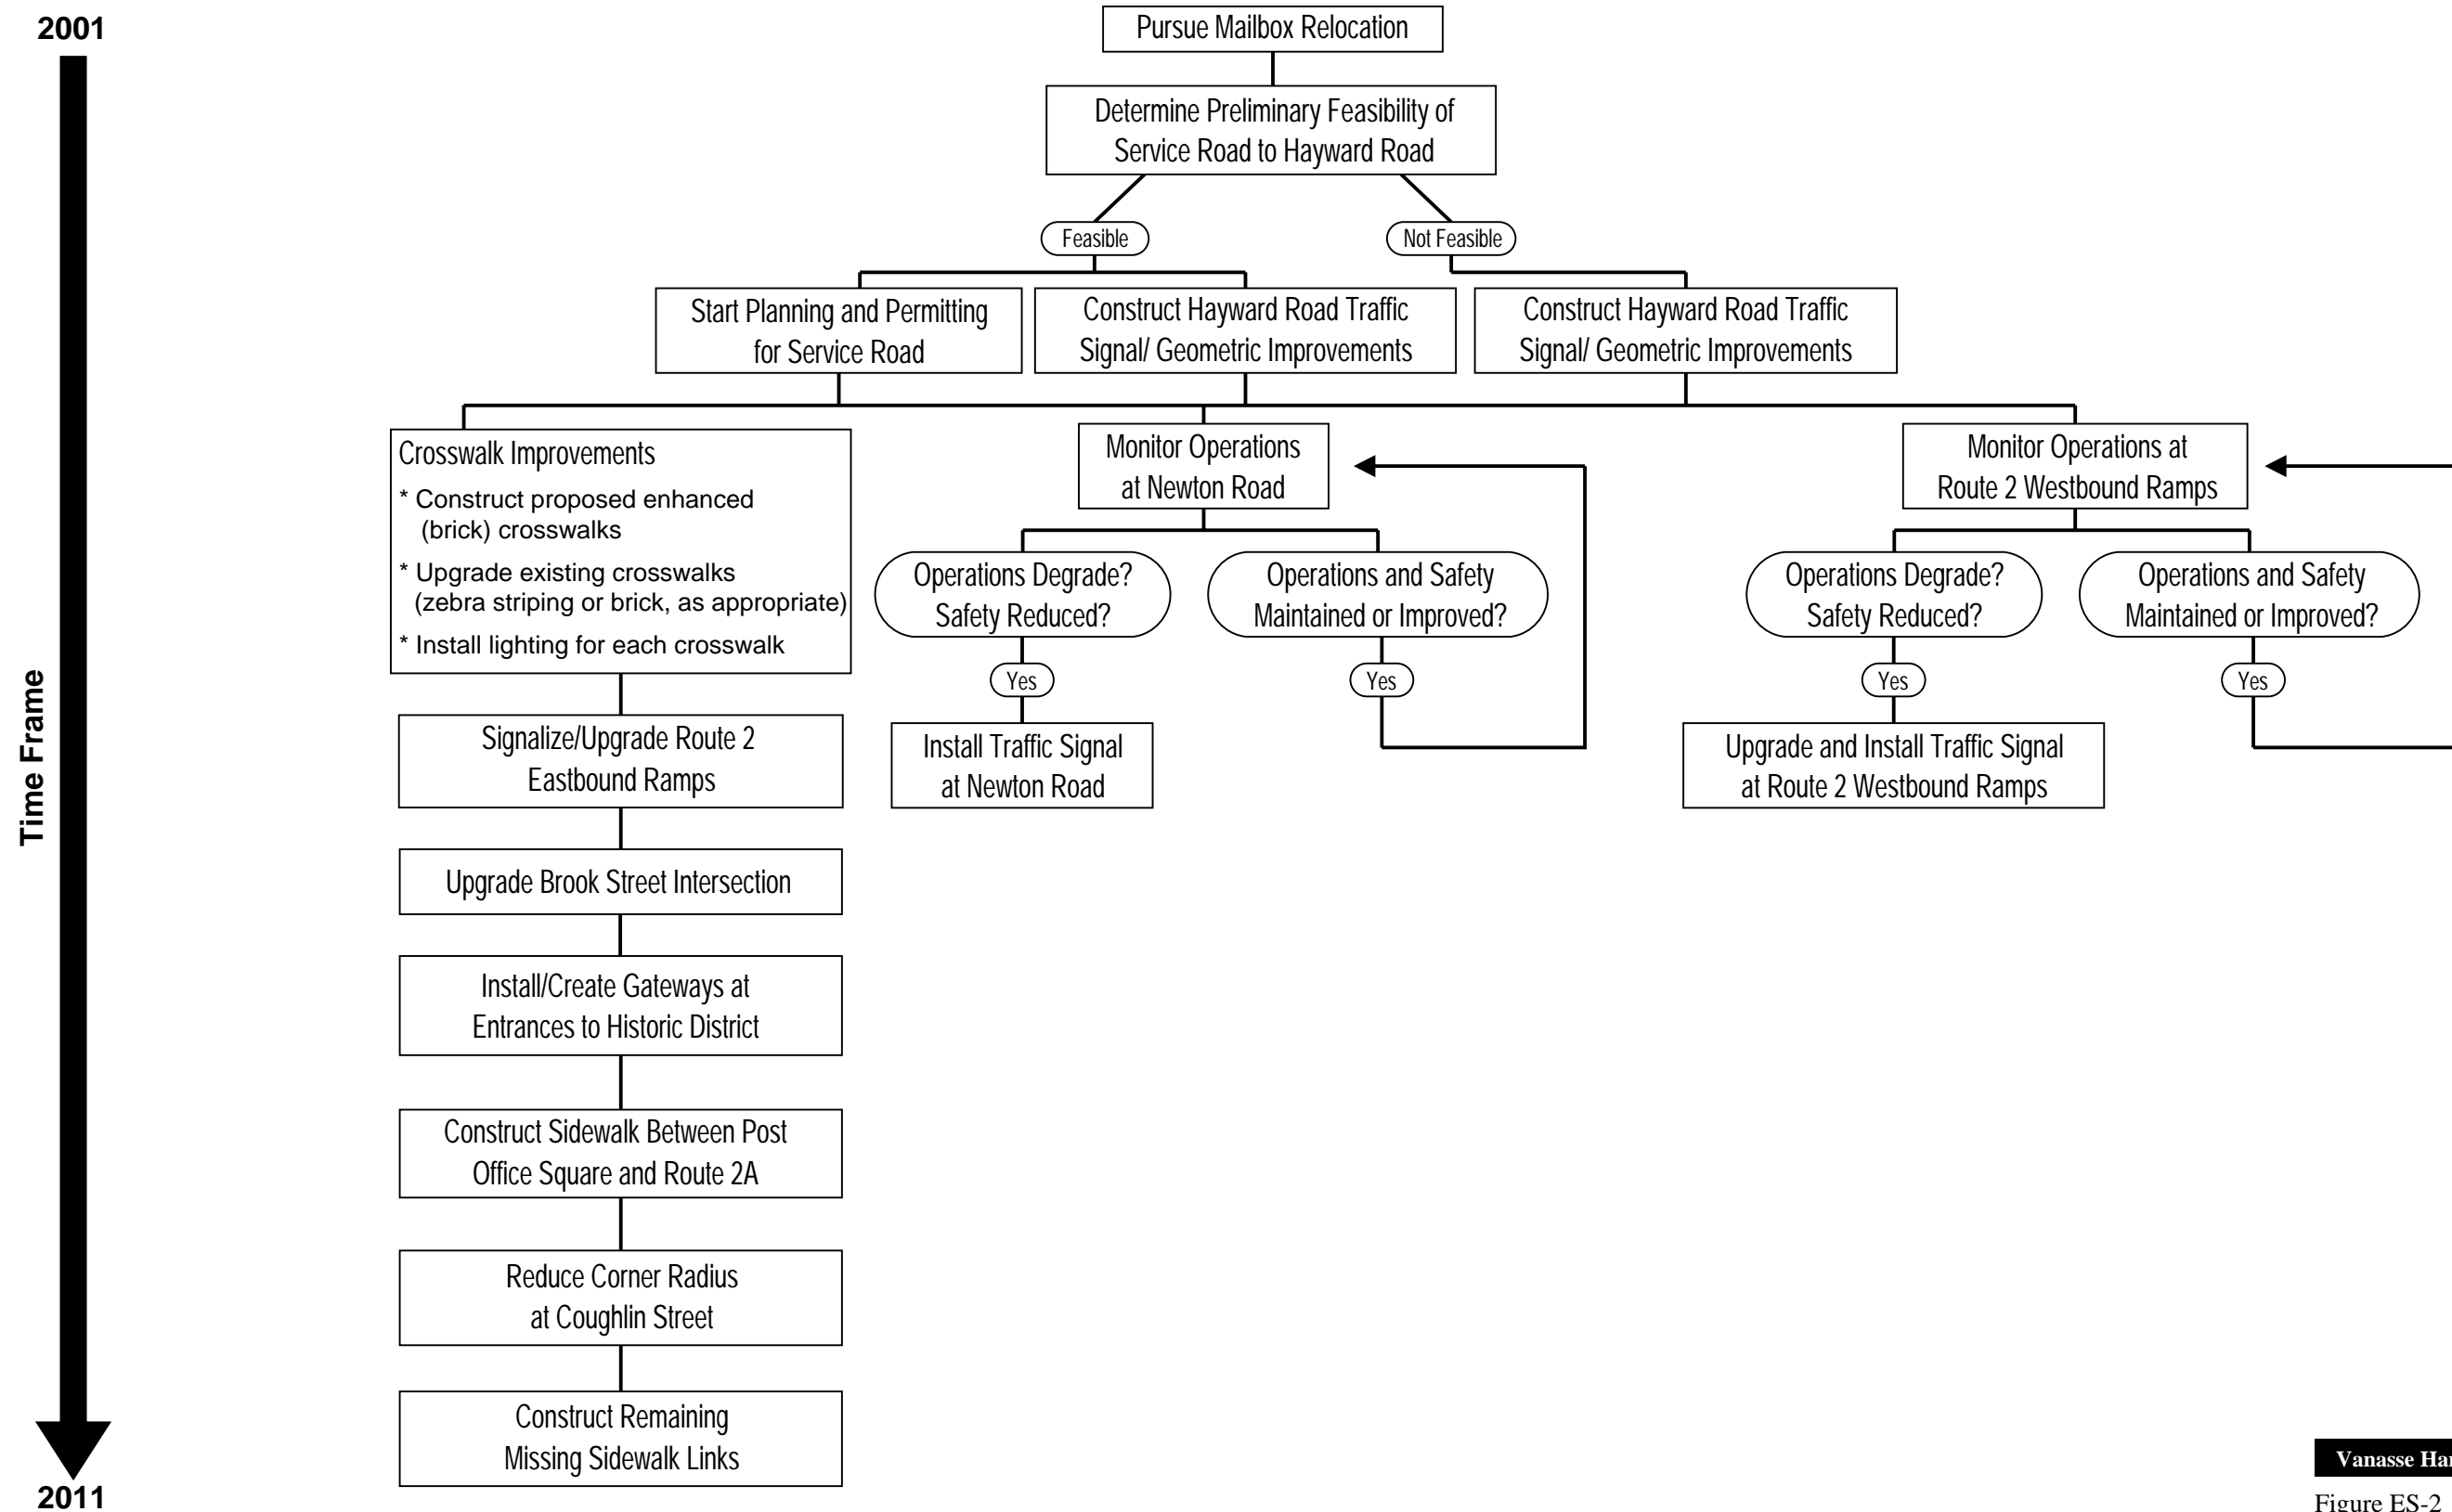 2001
Pursue Mailbox Relocation
Determine Preliminary Feasibility of
Service Road to Hayward Road
Feasible
Not Feasible
Start Planning and Permitting
for Service Road
Construct Hayward Road Traffic
Signal/ Geometric Improvements
Construct Hayward Road Traffic
Signal/ Geometric Improvements
Crosswalk Improvements
* Construct proposed enhanced
(brick) crosswalks
* Upgrade existing crosswalks
(zebra striping or brick, as appropriate)
* Install lighting for each crosswalk
Monitor Operations
at Newton Road
Monitor Operations at
Route 2 Westbound Ramps
Operations Degrade?
Safety Reduced?
Operations and Safety
Maintained or Improved?
Operations Degrade?
Safety Reduced?
Operations and Safety
Maintained or Improved?
Yes
Yes
Yes
Yes
Install Traffic Signal
at Newton Road
Upgrade and Install Traffic Signal
at Route 2 Westbound Ramps
Signalize/Upgrade Route 2
Eastbound Ramps
Upgrade Brook Street Intersection
Install/Create Gateways at
Entrances to Historic District
Construct Sidewalk Between Post
Office Square and Route 2A
Reduce Corner Radius
at Coughlin Street
Construct Remaining
Missing Sidewalk Links
Time Frame
2011
Vanasse
Figure ES-2